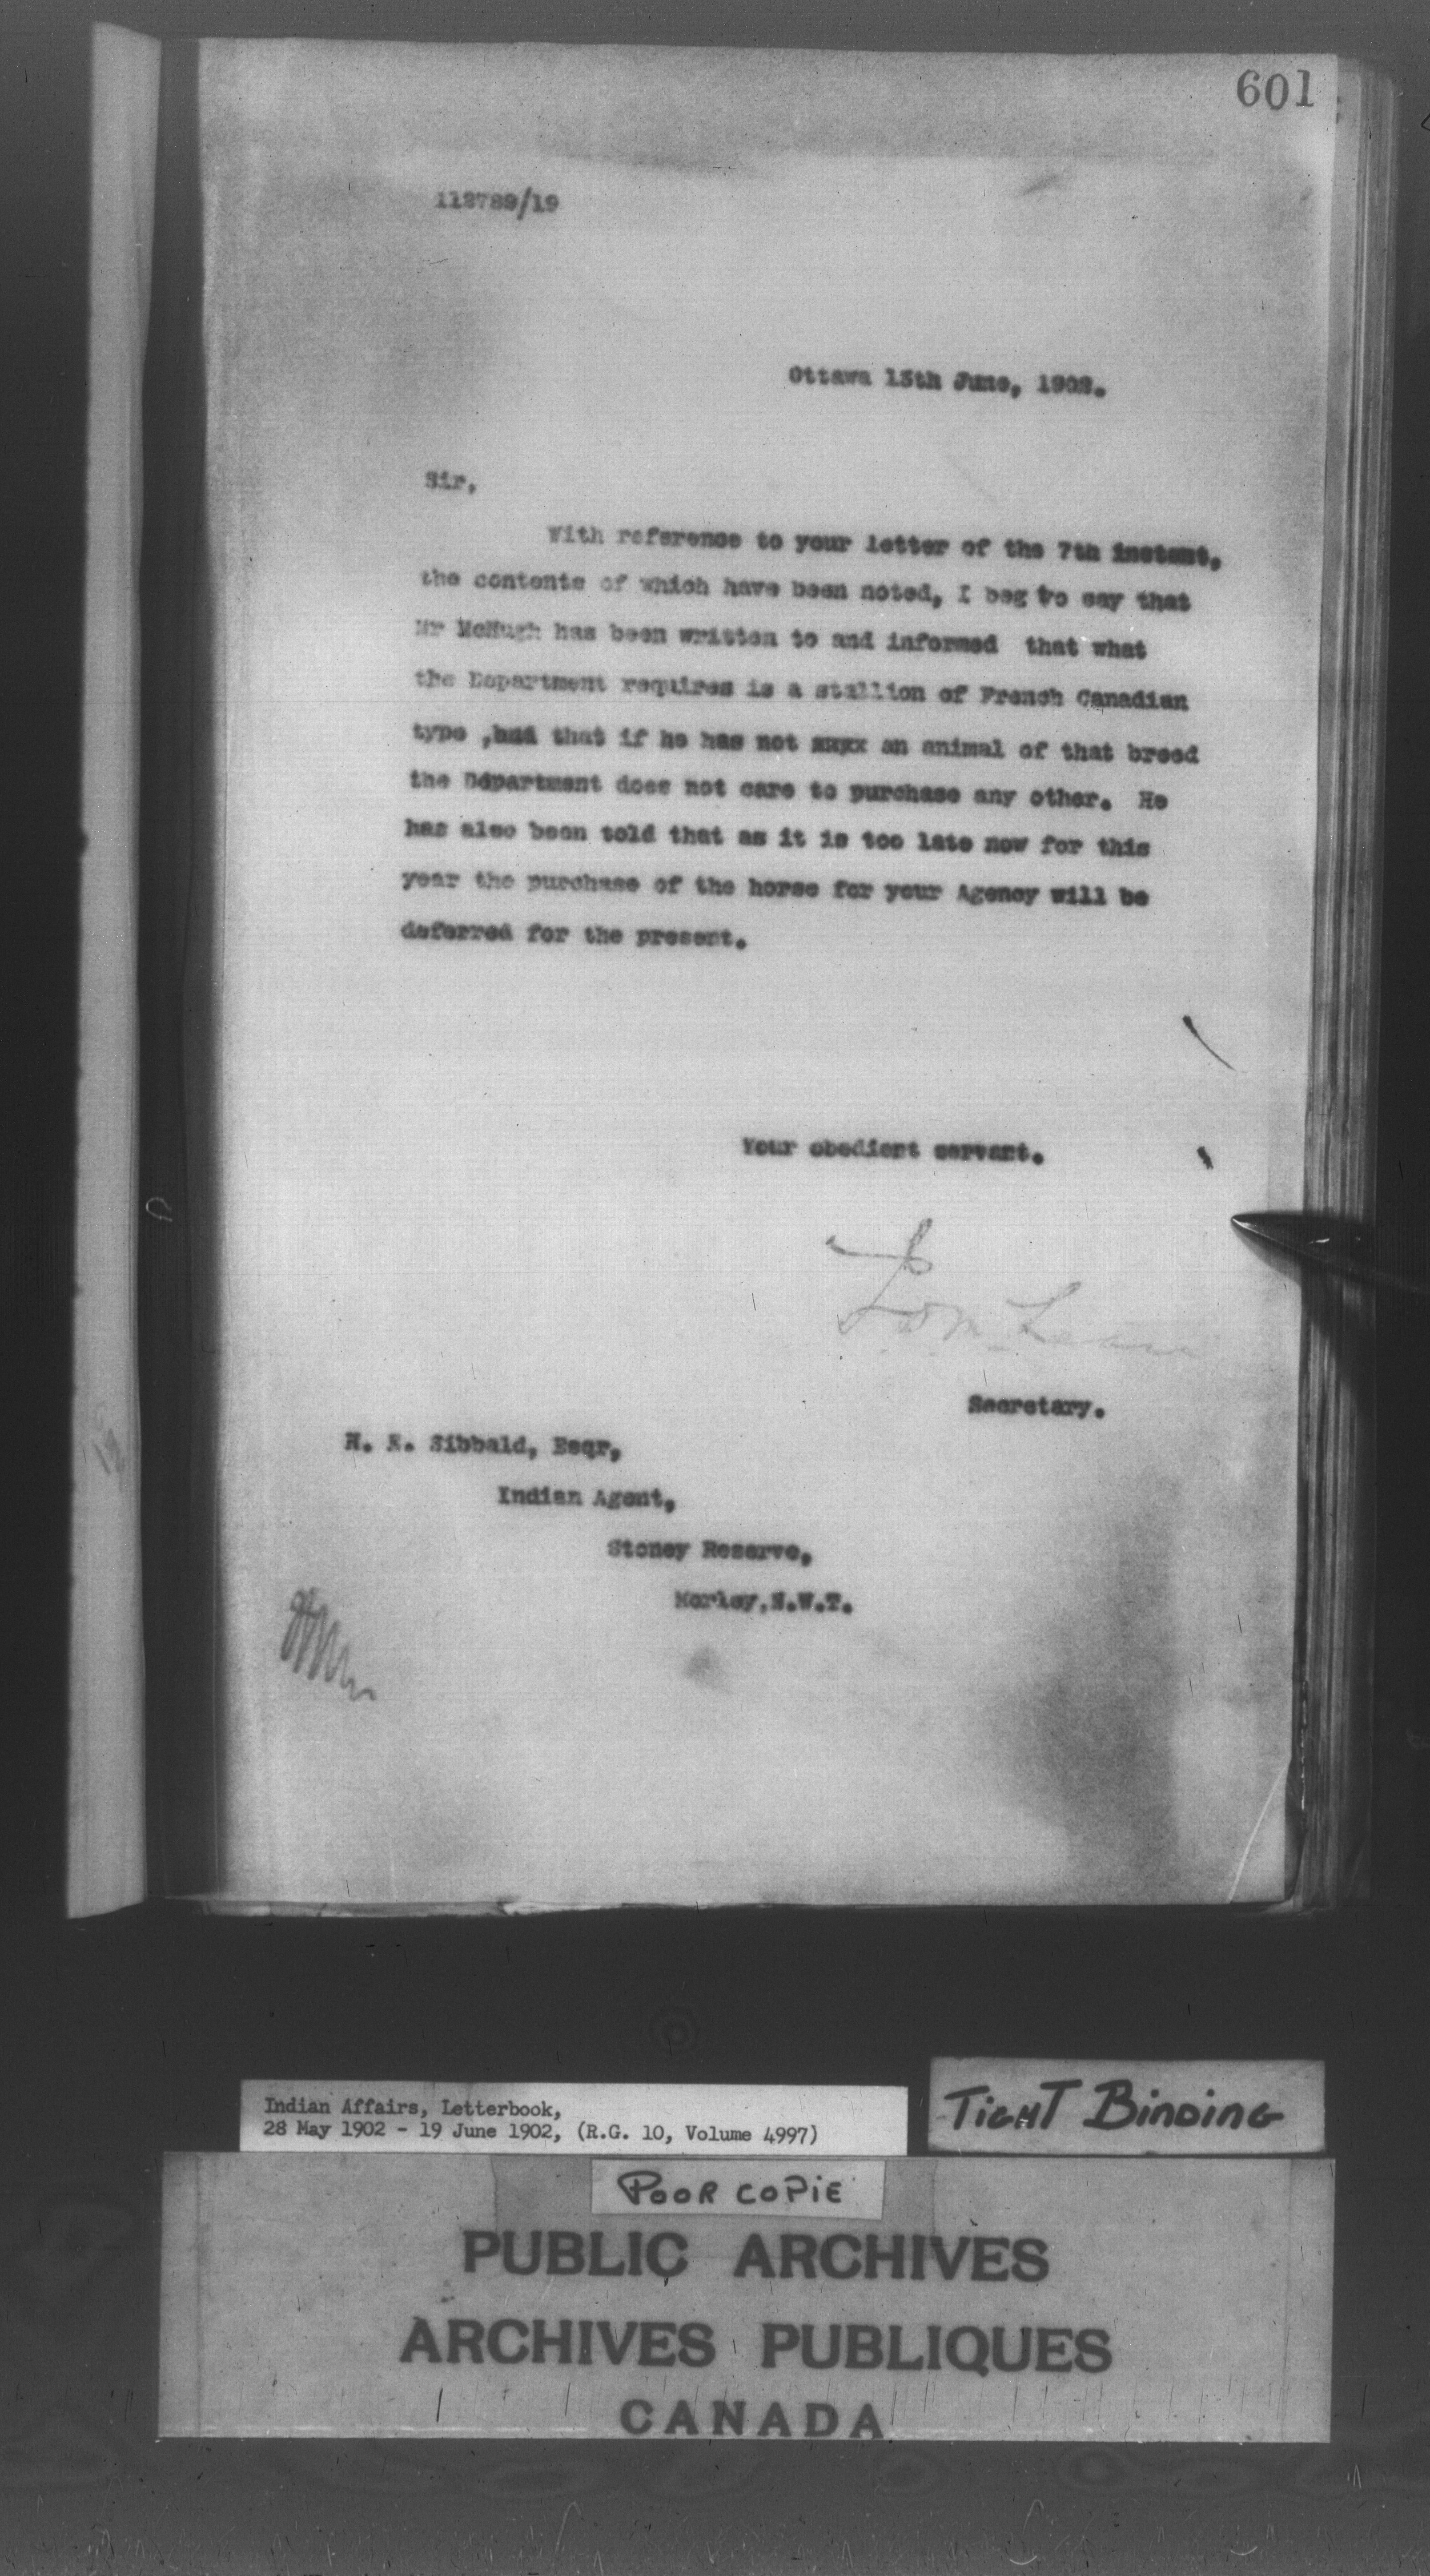 601
112789/19
Ottawa 13th June, 1902.
Sir,
With reference to your letter of the 7th instant,
the contents of which have been noted, I beg to say that
Mr McHugh has been written to and informed that what
the Department requires is a stallion of French Canadian
type ,and that if he has not xxxx an animal of that breed
the Department does not care to purchase any other. He
has also been told that as it is too late now for this
year the purchase of the horse for your Agency will be
deferred for the present.
Your obedient servant.
Secretary.
H. E. Sibbald, Esqr,
Indian Agent,
Stoney Reserve,
Morley,N.W.T.
Indian Affairs, Letterbook,
28 May 1902 - 19 June 1902, (R.G. 10, Volume 4997)
TIGHT BINDING
POOR COPIE
PUBLIC ARCHIVES
ARCHIVES PUBLIQUES
CANADA